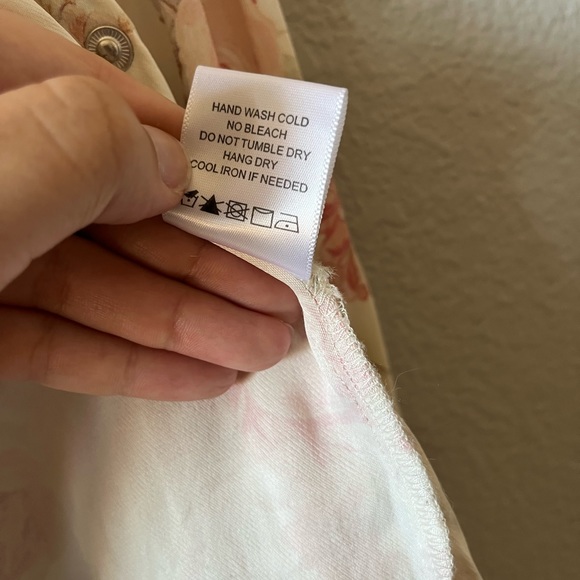 HAND WASH COLD
NO BLEACH
DO NOT TUMBLE DRY
HANG DRY
COOL IRON IF NEEDED